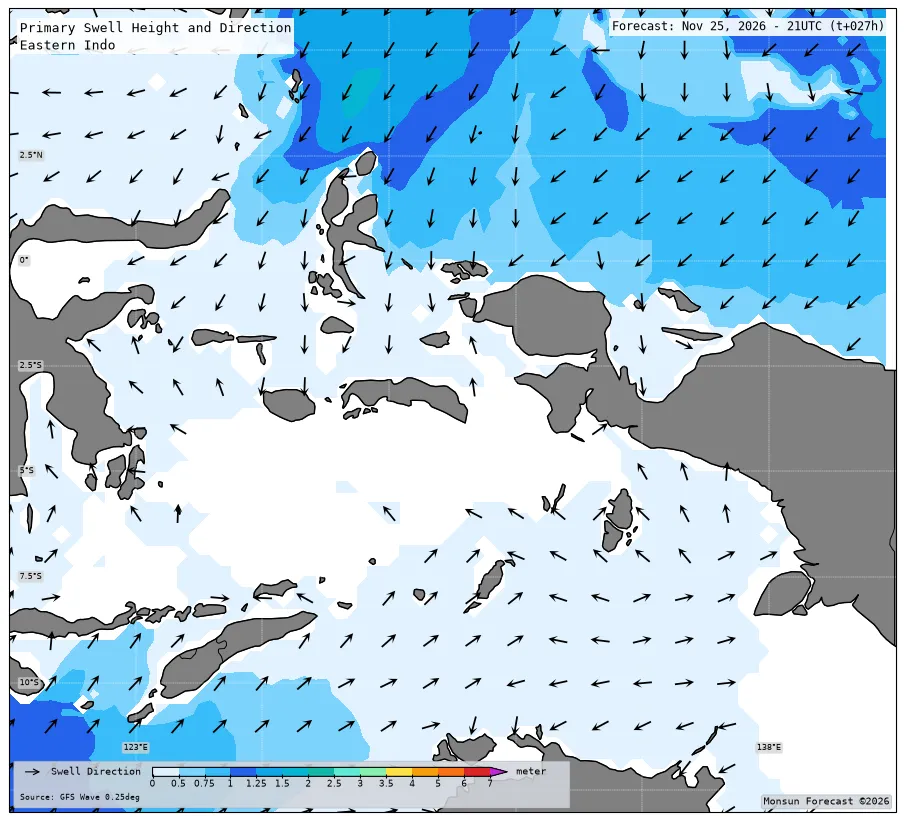 Primary Swell Height and Direction
Eastern Indo
Forecast: Nov 25, 2026 - 21UTC (t+027h)
2.5°N
0°
2.5°S
5°S
7.5°S
10°S
123°E
138°E
Swell Direction
meter
0 0.5 0.75 1 1.25 1.5 2 2.5 3 3.5 4 5 6 7
Source: GFS Wave 0.25deg
Monsun Forecast ©2026